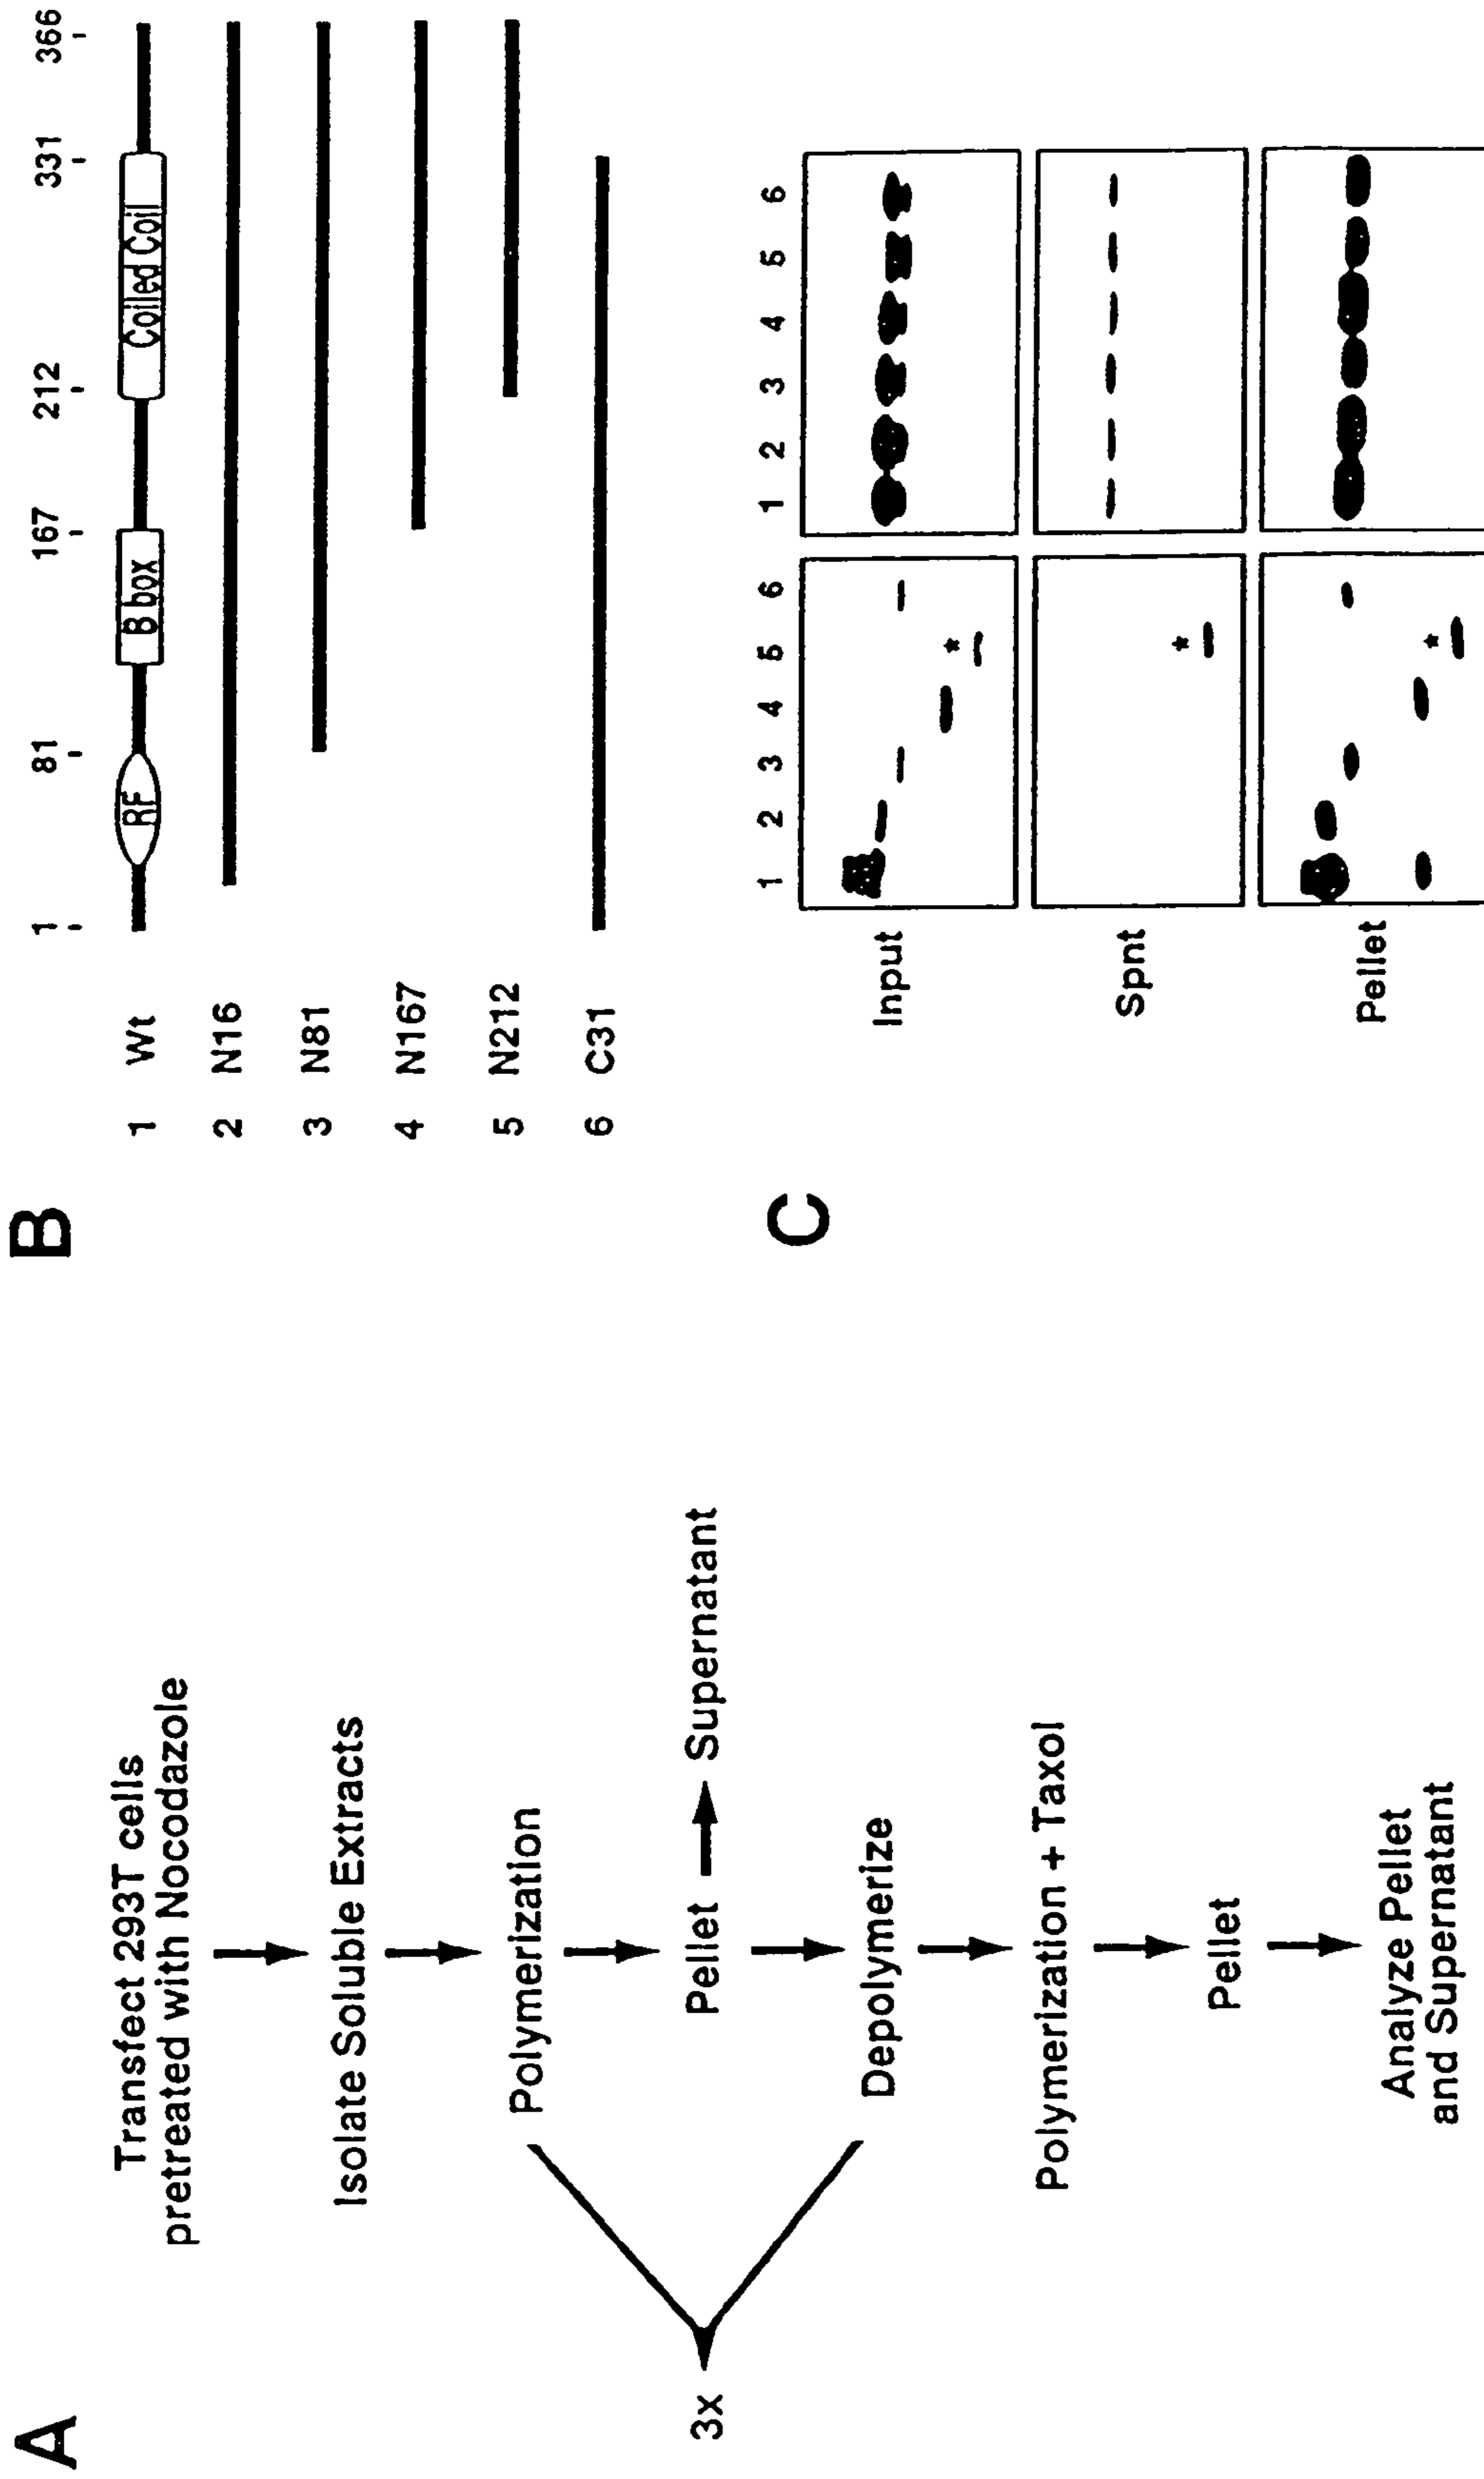 A
Transfect 293T cells
pretreated with Nocodazole
Isolate Soluble Extracts
Polymerization
3x
Pellet
Supernatant
Depolymerize
Polymerization + Taxol
Pellet
Analyze Pellet
and Supernatant
B
1 81 167 212 331 366
1 Wt RF B box Coiled Coil
2 N16
3 N81
4 N167
5 N212
6 C31
C
1 2 3 4 5 6 1 2 3 4 5 6
Input *
Spnt *
Pellet *